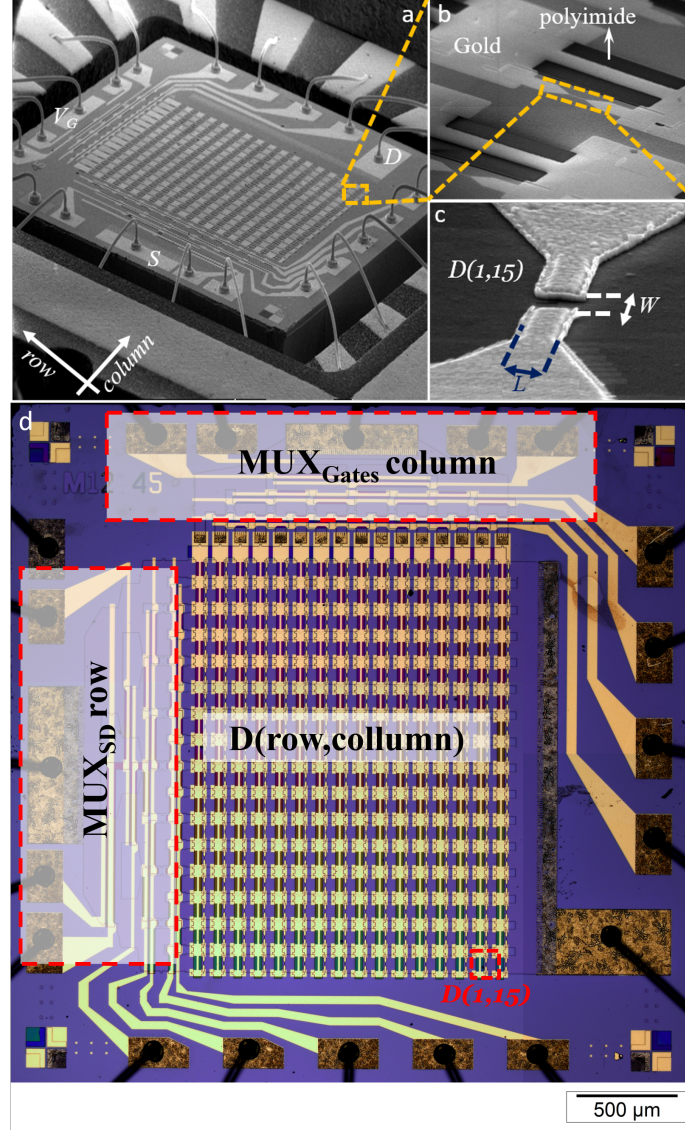 a
V_G
D
S
row
column
b
polyimide
Gold
c
D(1,15)
W
L
d
MUX_Gates column
M12 45
MUX_SD row
D(row,collumn)
D(1,15)
500 µm